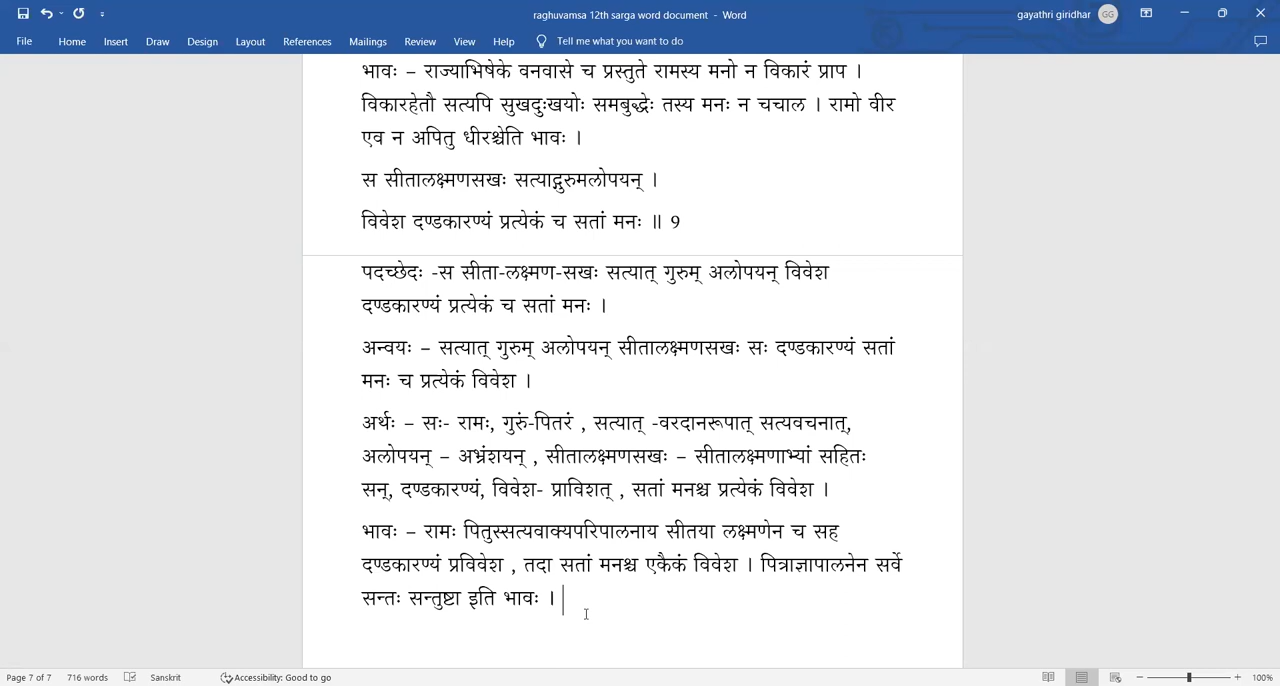 raghuvamsa 12th sarga word document - Word
gayathri giridhar GG
File Home Insert Draw Design Layout References Mailings Review View Help Tell me what you want to do
भावः – राज्याभिषेके वनवासे च प्रस्तुते रामस्य मनो न विकारं प्राप ।
विकारहेतौ सत्यपि सुखदुःखयोः समबुद्धेः तस्य मनः न चचाल । रामो वीर
एव न अपितु धीरश्चेति भावः ।
स सीतालक्ष्मणसखः सत्याद्गुरुमलोपयन् ।
विवेश दण्डकारण्यं प्रत्येकं च सतां मनः ॥ 9
पदच्छेदः -स सीता-लक्ष्मण-सखः सत्यात् गुरुम् अलोपयन् विवेश
दण्डकारण्यं प्रत्येकं च सतां मनः ।
अन्वयः – सत्यात् गुरुम् अलोपयन् सीतालक्ष्मणसखः सः दण्डकारण्यं सतां
मनः च प्रत्येकं विवेश ।
अर्थः – सः- रामः, गुरुं-पितरं , सत्यात् -वरदानरूपात् सत्यवचनात्,
अलोपयन् – अभ्रंशयन् , सीतालक्ष्मणसखः – सीतालक्ष्मणाभ्यां सहितः
सन्, दण्डकारण्यं, विवेश- प्राविशत् , सतां मनश्च प्रत्येकं विवेश ।
भावः – रामः पितुस्सत्यवाक्यपरिपालनाय सीतया लक्ष्मणेन च सह
दण्डकारण्यं प्रविवेश , तदा सतां मनश्च एकैकं विवेश । पित्राज्ञापालनेन सर्वे
सन्तः सन्तुष्टा इति भावः ।
Page 7 of 7 716 words Sanskrit Accessibility: Good to go 100%